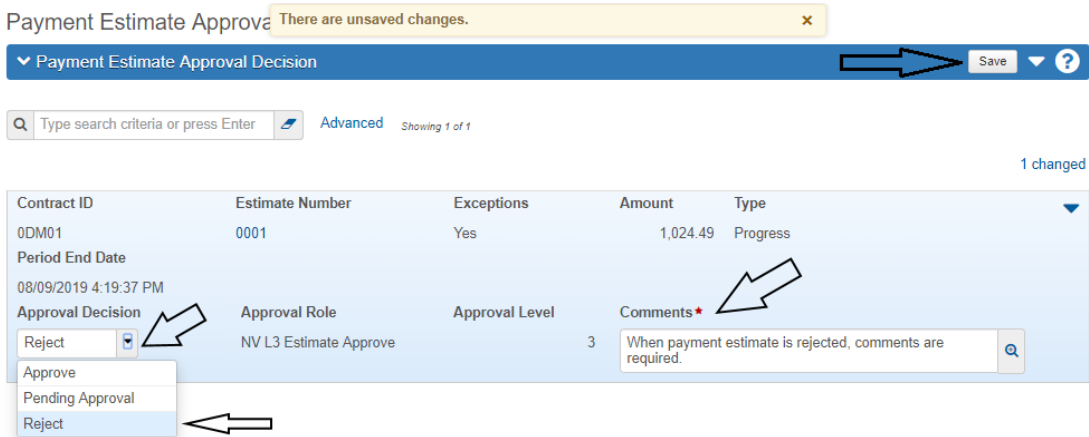 Payment Estimate Approva
There are unsaved changes. ×
Payment Estimate Approval Decision Save ?
Type search criteria or press Enter Advanced Showing 1 of 1
1 changed
Contract ID Estimate Number Exceptions Amount Type
0DM01 0001 Yes 1,024.49 Progress
Period End Date
08/09/2019 4:19:37 PM
Approval Decision Approval Role Approval Level Comments★
Reject NV L3 Estimate Approve 3 When payment estimate is rejected, comments are
required.
Approve
Pending Approval
Reject